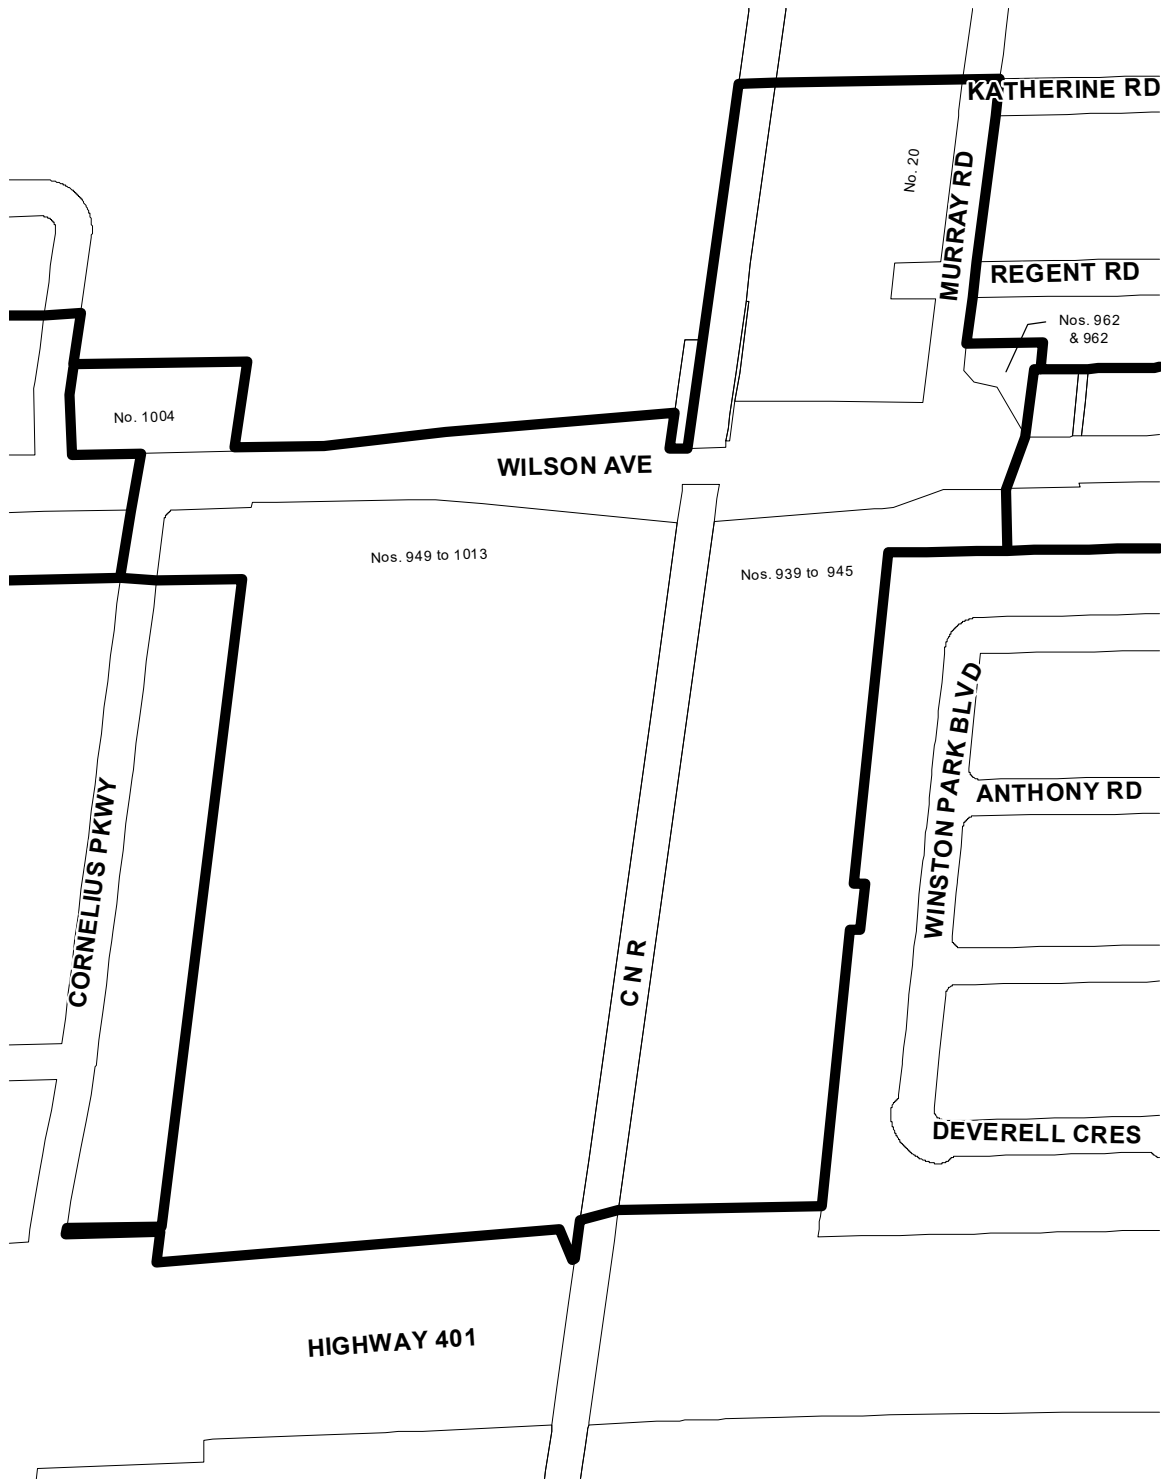 KATHERINE RD
No. 20
MURRAY RD
REGENT RD
Nos. 962
& 962
No. 1004
WILSON AVE
Nos. 949 to 1013
Nos. 939 to 945
WINSTON PARK BLVD
ANTHONY RD
CORNELIUS PKWY
C N R
DEVERELL CRES
HIGHWAY 401